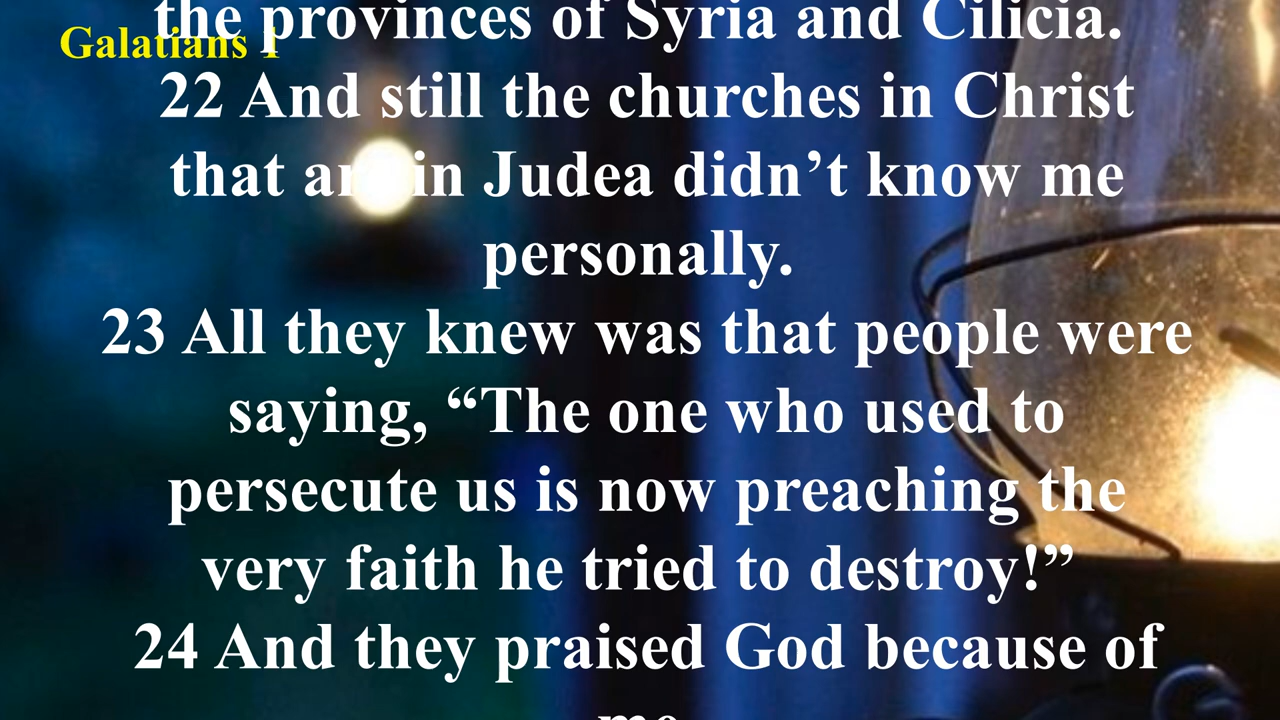 the provinces of Syria and Cilicia.
Galatians 1
22 And still the churches in Christ
that are in Judea didn’t know me
personally.
23 All they knew was that people were
saying, “The one who used to
persecute us is now preaching the
very faith he tried to destroy!”
24 And they praised God because of
me